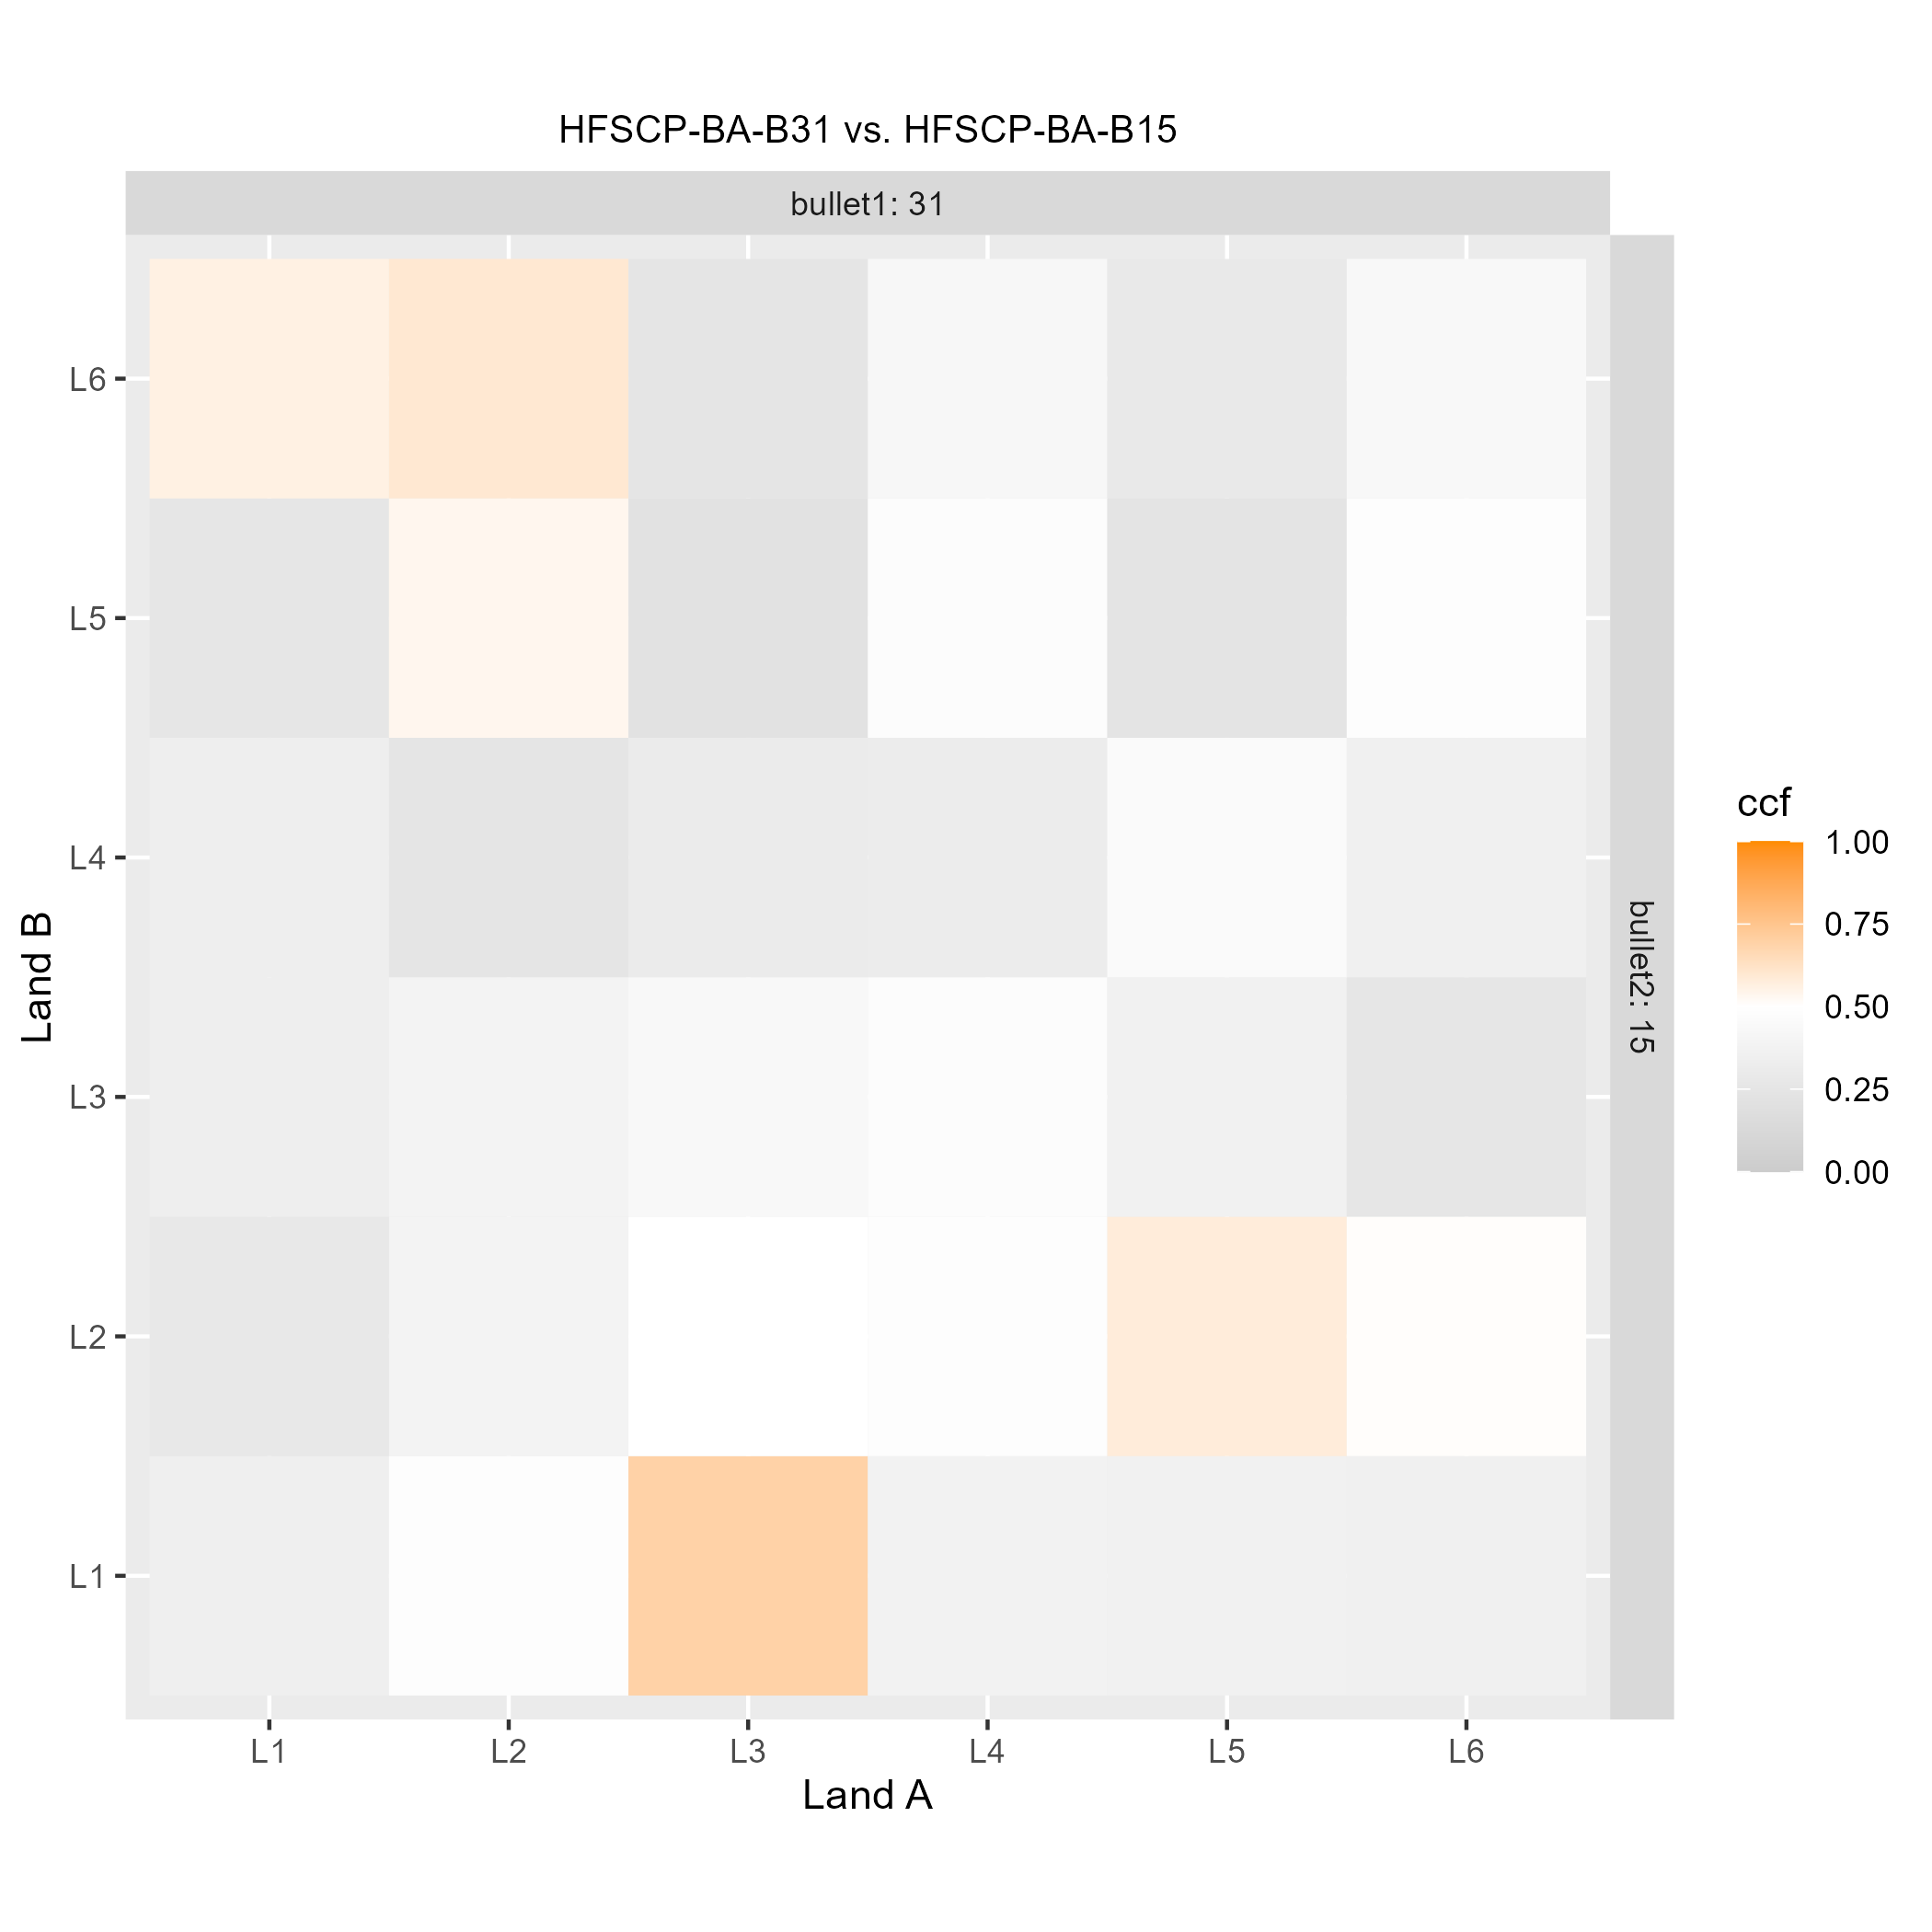 HFSCP-BA-B31 vs. HFSCP-BA-B15
bullet1: 31
L6
L5
L4
L3
L2
L1
Land B
bullet2: 15
L1 L2 L3 L4 L5 L6
Land A
ccf
1.00
0.75
0.50
0.25
0.00